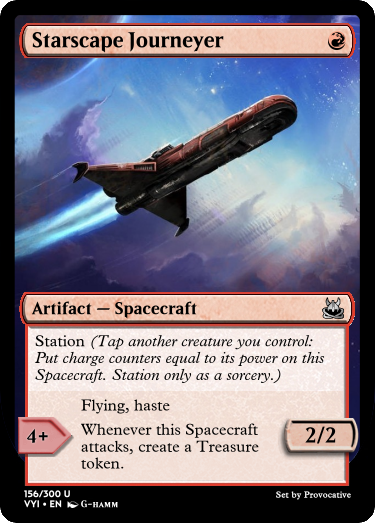 Starscape Journeyer
Artifact — Spacecraft
Station (Tap another creature you control:
Put charge counters equal to its power on this
Spacecraft. Station only as a sorcery.)
Flying, haste
4+
Whenever this Spacecraft
attacks, create a Treasure
token.
2/2
156/300 U
VYI • EN G-HAMM
Set by Provocative